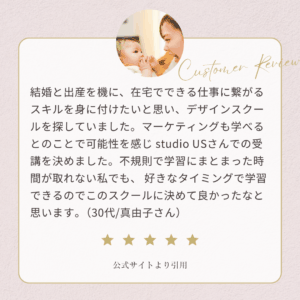 Customer Review
結婚と出産を機に、在宅でできる仕事に繋がる
スキルを身に付けたいと思い、デザインスクー
ルを探していました。マーケティングも学べる
とのことで可能性を感じ studio USさんでの受
講を決めました。不規則で学習にまとまった時
間が取れない私でも、 好きなタイミングで学習
できるのでこのスクールに決めて良かったなと
思います。（30代/真由子さん）
公式サイトより引用